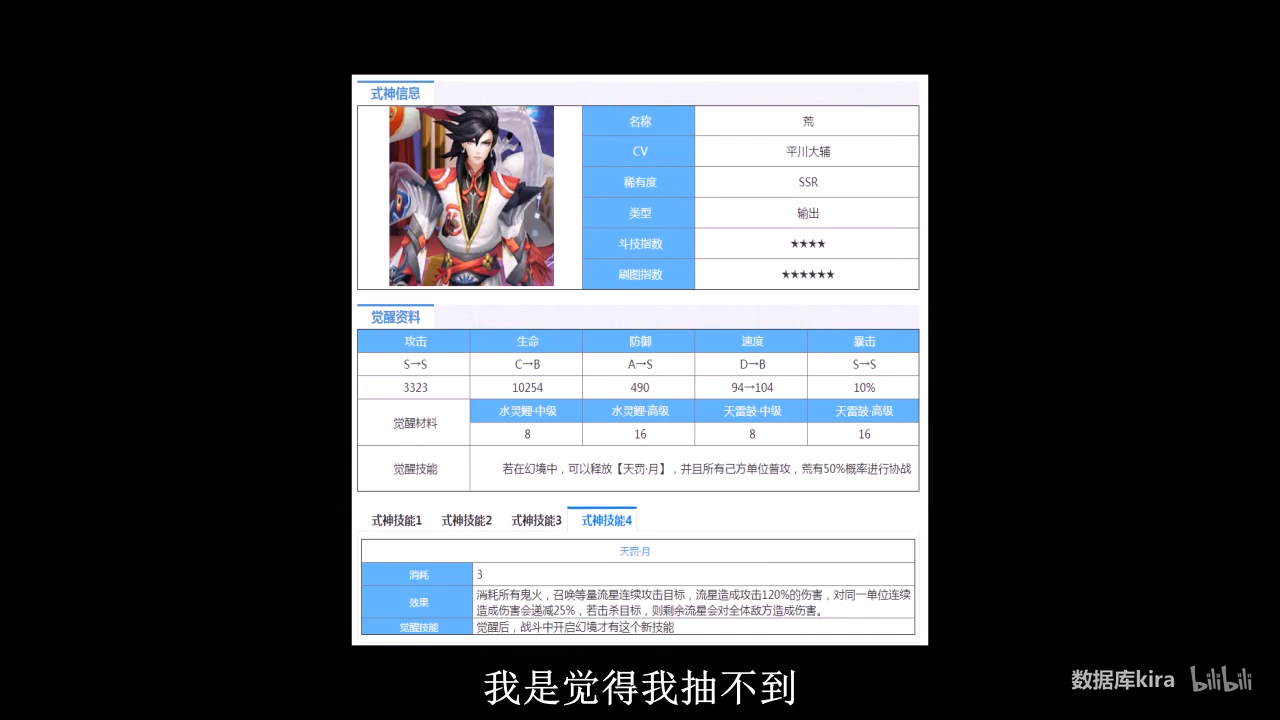 式神信息
名称 荒
CV 平川大辅
稀有度 SSR
类型 输出
斗技指数 ★★★★
刷图指数 ★★★★★★
觉醒资料
攻击 生命 防御 速度 暴击
S→S C→B A→S D→B S→S
3323 10254 490 94→104 10%
觉醒材料 水灵鲤·中级 水灵鲤·高级 天雷鼓·中级 天雷鼓·高级
8 16 8 16
觉醒技能 若在幻境中，可以释放【天罚·月】，并且所有己方单位普攻，荒有50%概率进行协战
式神技能1 式神技能2 式神技能3 式神技能4
天罚·月
消耗 3
效果 消耗所有鬼火，召唤等量流星连续攻击目标，流星造成攻击120%的伤害，对同一单位连续
造成伤害会递减25%，若击杀目标，则剩余流星会对全体敌方造成伤害。
觉醒技能 觉醒后，战斗中开启幻境才有这个新技能
我是觉得我抽不到
数据库kira bilibili